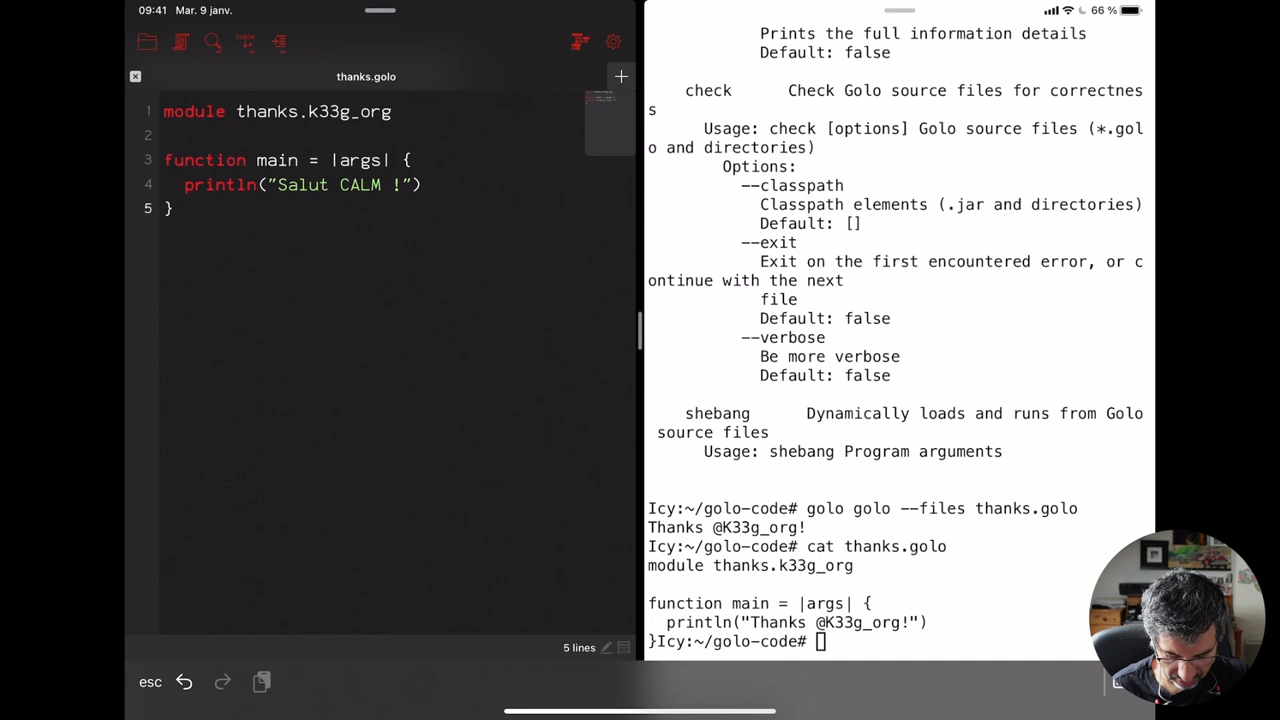 09:41 Mar. 9 janv.
code
thanks.golo
1 module thanks.k33g_org
2
3 function main = |args| {
4 println("Salut CALM !")
5 }
5 lines
esc
66 %
Prints the full information details
Default: false
check Check Golo source files for correctnes
s
Usage: check [options] Golo source files (*.gol
o and directories)
Options:
--classpath
Classpath elements (.jar and directories)
Default: []
--exit
Exit on the first encountered error, or c
ontinue with the next
file
Default: false
--verbose
Be more verbose
Default: false
shebang Dynamically loads and runs from Golo
source files
Usage: shebang Program arguments
Icy:~/golo-code# golo golo --files thanks.golo
Thanks @K33g_org!
Icy:~/golo-code# cat thanks.golo
module thanks.k33g_org
function main = |args| {
println("Thanks @K33g_org!")
}Icy:~/golo-code#